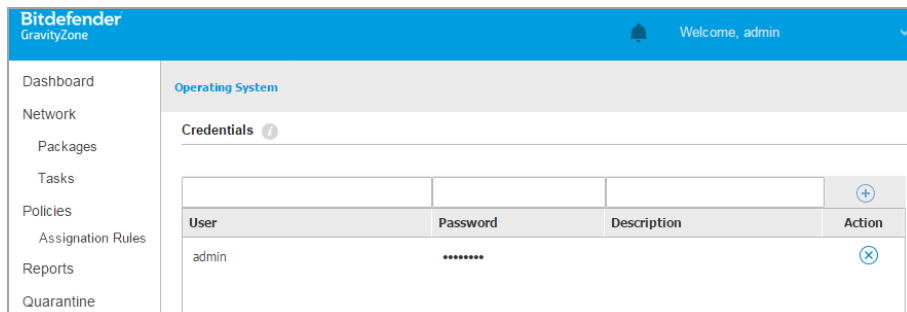 Bitdefender
GravityZone
Welcome, admin
Dashboard
Network
Packages
Tasks
Policies
Assignation Rules
Reports
Quarantine
Operating System
Credentials i
User Password Description Action
admin ••••••••